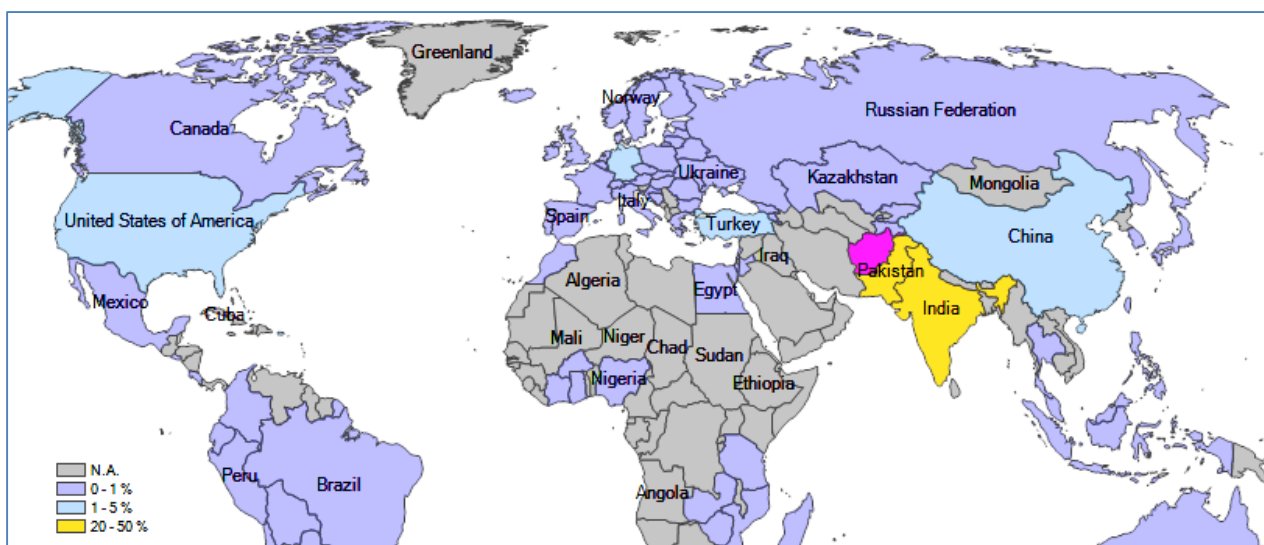 Greenland
Norway
Russian Federation
Canada
Ukraine
Kazakhstan
Mongolia
Italy
Spain
United States of America
Turkey
China
Iraq
Pakistan
Algeria
Egypt
Mexico
India
Cuba
Mali
Niger
Chad
Sudan
Nigeria
Ethiopia
Peru
Brazil
Angola
N.A.
0 - 1 %
1 - 5 %
20 - 50 %